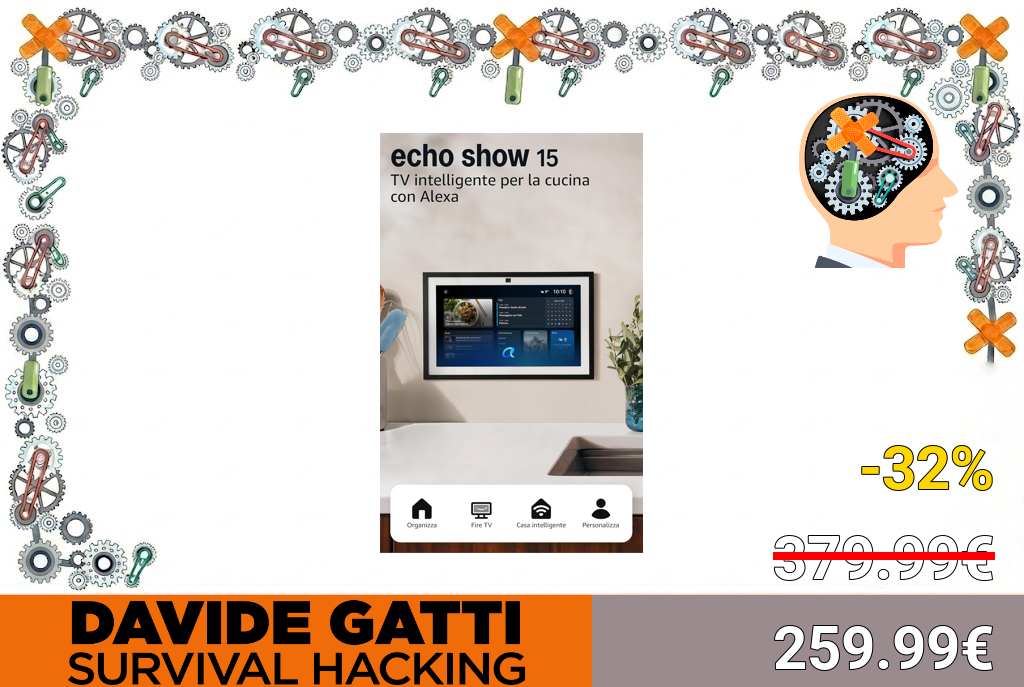 echo show 15
TV intelligente per la cucina
con Alexa
10:10
Organizza
Fire TV
Casa intelligente
Personalizza
-32%
379.99€
DAVIDE GATTI
SURVIVAL HACKING
259.99€